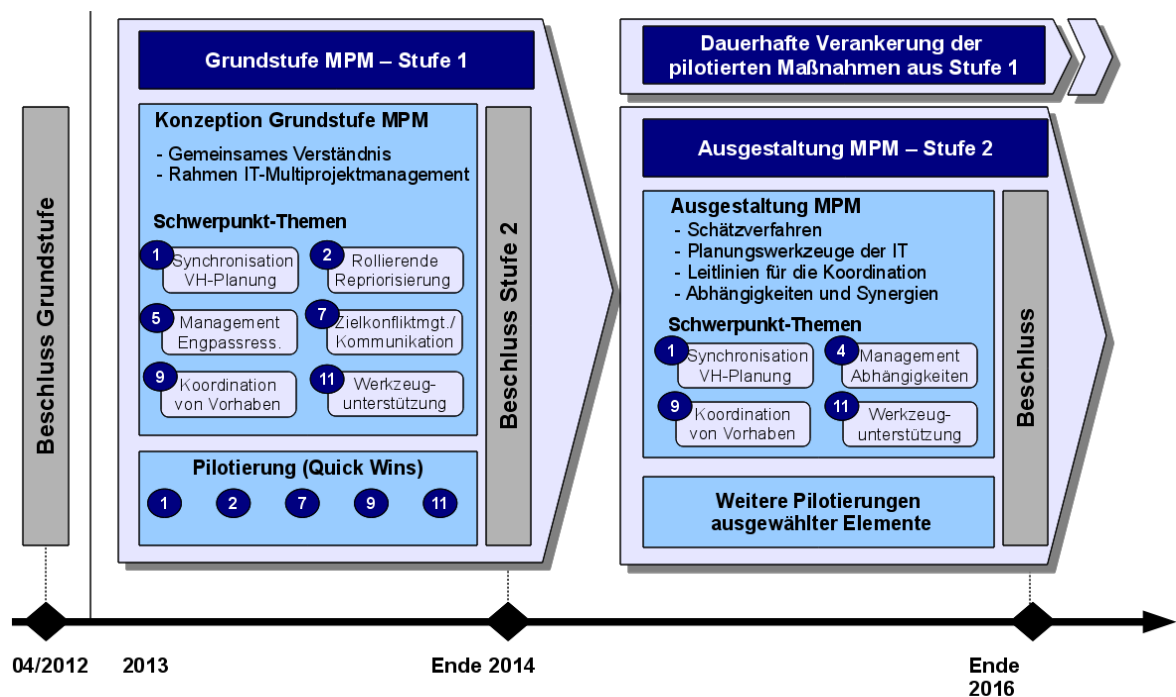 Beschluss Grundstufe
Grundstufe MPM – Stufe 1
Konzeption Grundstufe MPM
- Gemeinsames Verständnis
- Rahmen IT-Multiprojektmanagement
Schwerpunkt-Themen
1
Synchronisation
VH-Planung
2
Rollierende
Repriorisierung
5
Management
Engpassress.
7
Zielkonfliktmgt./
Kommunikation
9
Koordination
von Vorhaben
11
Werkzeug-
unterstützung
Pilotierung (Quick Wins)
1 2 7 9 11
Beschluss Stufe 2
Dauerhafte Verankerung der
pilotierten Maßnahmen aus Stufe 1
Ausgestaltung MPM – Stufe 2
Ausgestaltung MPM
- Schätzverfahren
- Planungswerkzeuge der IT
- Leitlinien für die Koordination
- Abhängigkeiten und Synergien
Schwerpunkt-Themen
1
Synchronisation
VH-Planung
4
Management
Abhängigkeiten
9
Koordination
von Vorhaben
11
Werkzeug-
unterstützung
Weitere Pilotierungen
ausgewählter Elemente
Beschluss
04/2012
2013
Ende 2014
Ende
2016